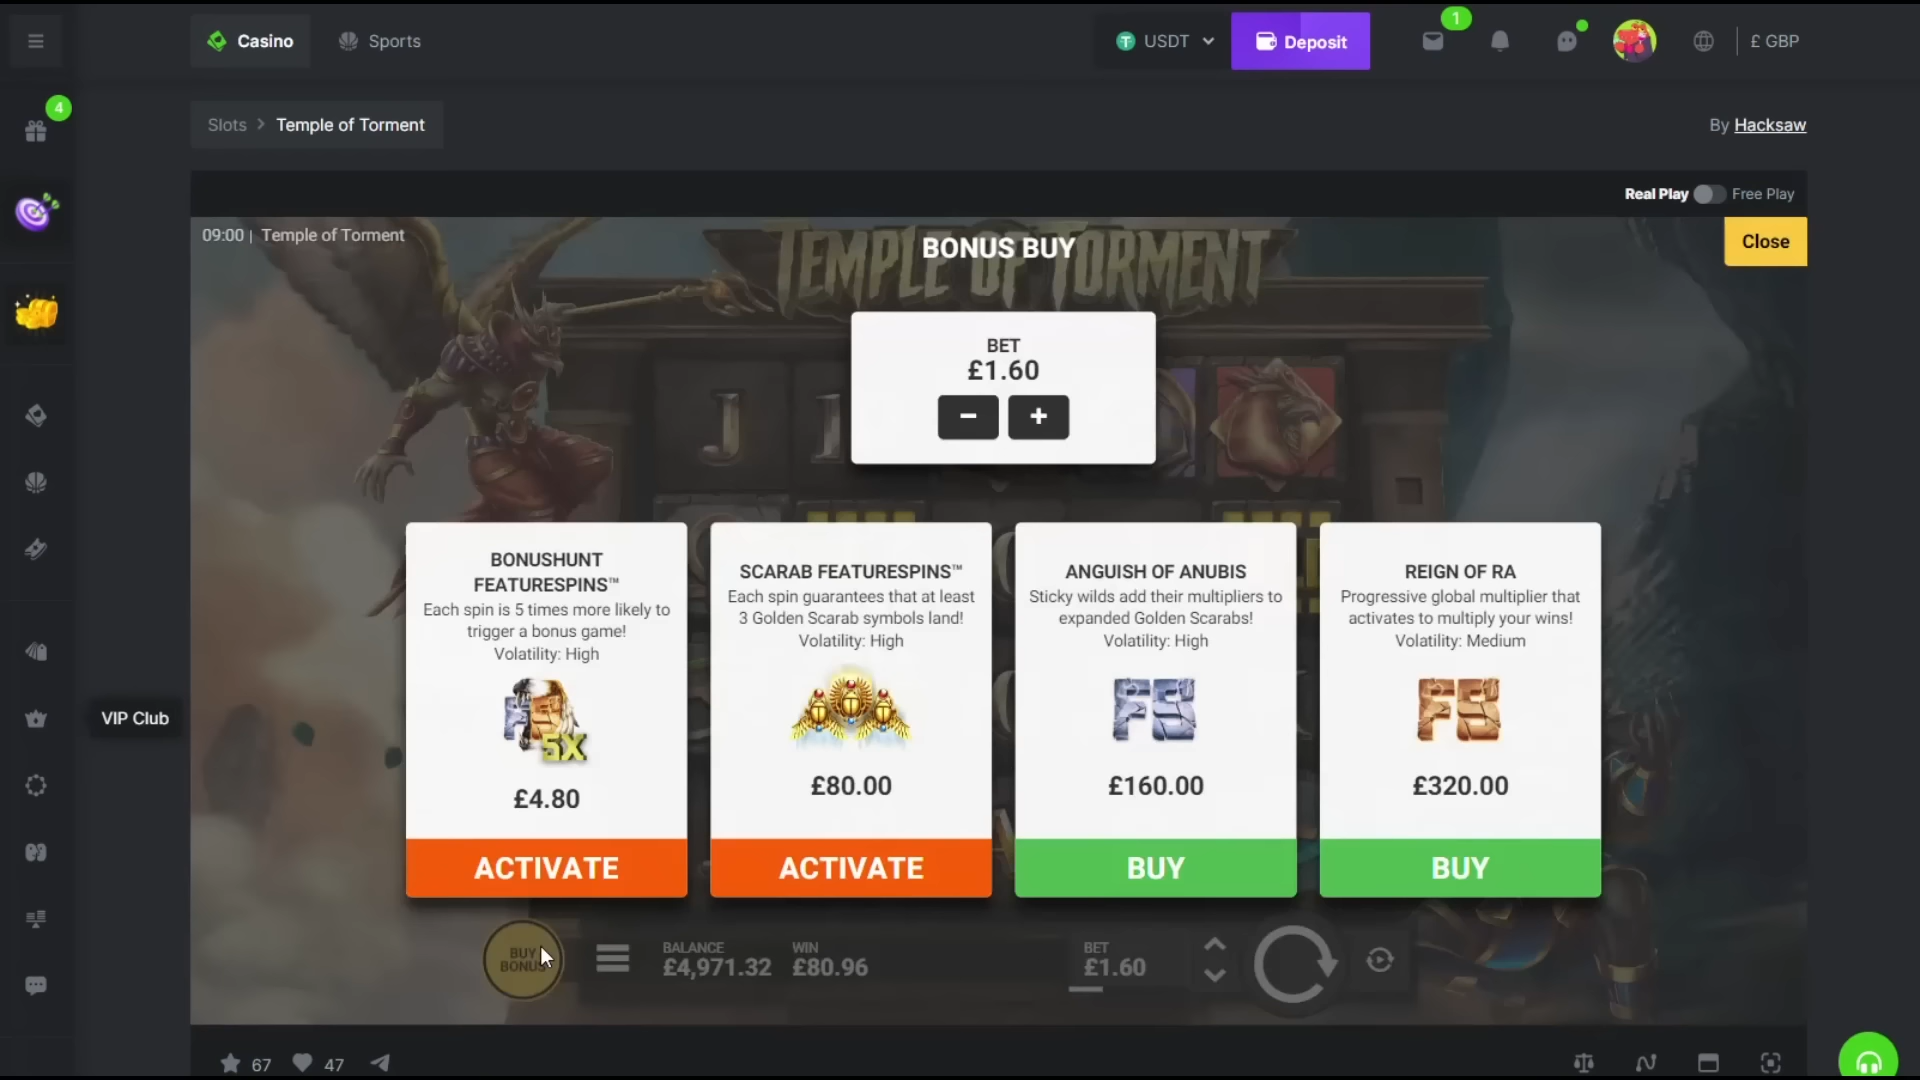 Casino
Sports
USDT
Deposit
1
£ GBP
4
Slots > Temple of Torment
By Hacksaw
Real Play
Free Play
09:00 | Temple of Torment
TEMPLE OF TORMENT
BONUS BUY
Close
BET
£1.60
-
+
J
BONUSHUNT
FEATURESPINS™
Each spin is 5 times more likely to
trigger a bonus game!
Volatility: High
FS
5X
£4.80
ACTIVATE
SCARAB FEATURESPINS™
Each spin guarantees that at least
3 Golden Scarab symbols land!
Volatility: High
£80.00
ACTIVATE
ANGUISH OF ANUBIS
Sticky wilds add their multipliers to
expanded Golden Scarabs!
Volatility: High
FS
£160.00
BUY
REIGN OF RA
Progressive global multiplier that
activates to multiply your wins!
Volatility: Medium
FS
£320.00
BUY
VIP Club
BUY
BONUS
BALANCE
£4,971.32
WIN
£80.96
BET
£1.60
67
47